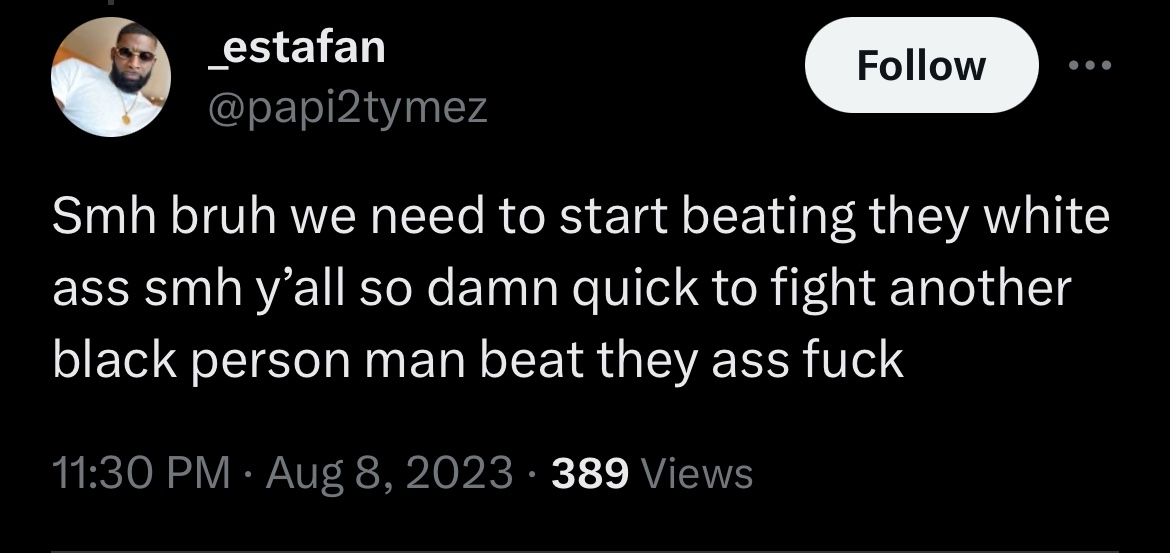 _estafan
@papi2tymez
Follow
Smh bruh we need to start beating they white
ass smh y’all so damn quick to fight another
black person man beat they ass fuck
11:30 PM · Aug 8, 2023 · 389 Views